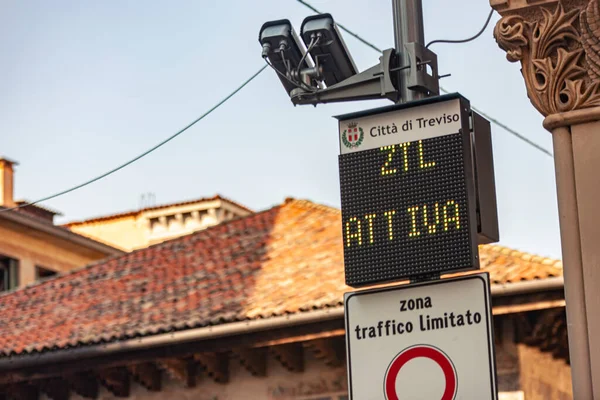 Città di Treviso
ZTL
ATTIVA
zona
traffico limitato